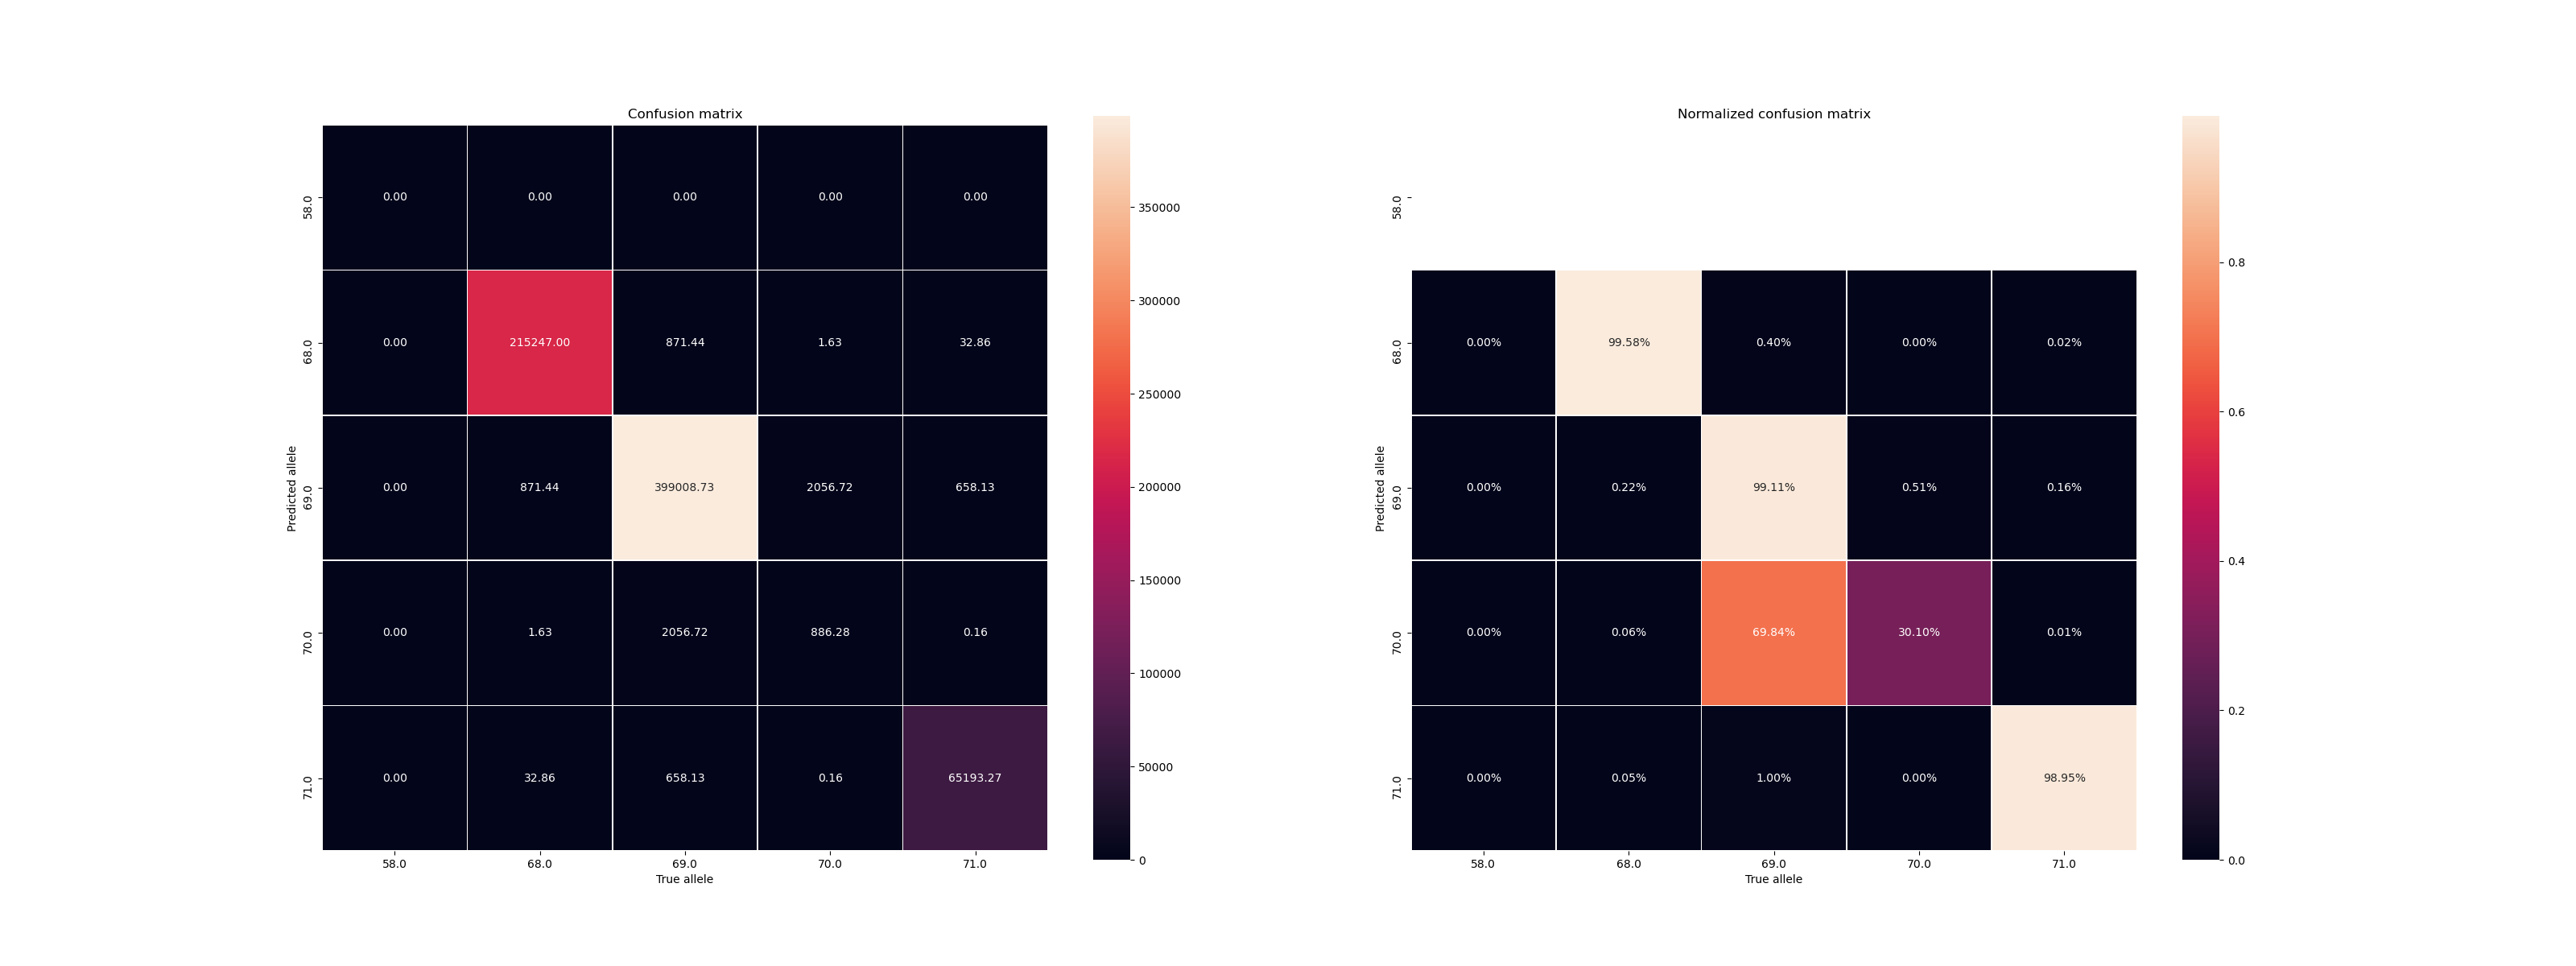 Confusion matrix
58.0 0.00 0.00 0.00 0.00 0.00
68.0 0.00 215247.00 871.44 1.63 32.86
69.0 0.00 871.44 399008.73 2056.72 658.13
70.0 0.00 1.63 2056.72 886.28 0.16
71.0 0.00 32.86 658.13 0.16 65193.27
Predicted allele
58.0 68.0 69.0 70.0 71.0
True allele
350000
300000
250000
200000
150000
100000
50000
0
Normalized confusion matrix
58.0
68.0 0.00% 99.58% 0.40% 0.00% 0.02%
69.0 0.00% 0.22% 99.11% 0.51% 0.16%
70.0 0.00% 0.06% 69.84% 30.10% 0.01%
71.0 0.00% 0.05% 1.00% 0.00% 98.95%
Predicted allele
58.0 68.0 69.0 70.0 71.0
True allele
0.8
0.6
0.4
0.2
0.0